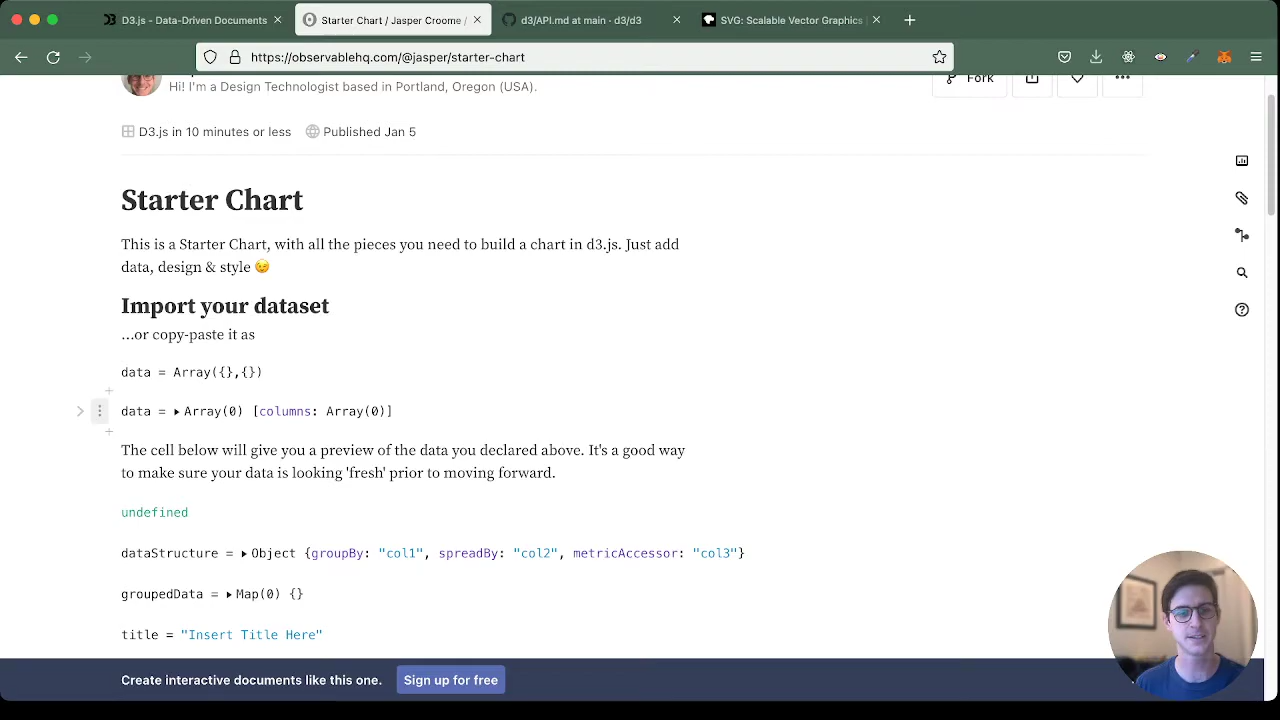 D3.js - Data-Driven Documents
Starter Chart / Jasper Croome /
d3/API.md at main · d3/d3
SVG: Scalable Vector Graphics
https://observablehq.com/@jasper/starter-chart
Hi! I'm a Design Technologist based in Portland, Oregon (USA).
Fork
D3.js in 10 minutes or less Published Jan 5
Starter Chart
This is a Starter Chart, with all the pieces you need to build a chart in d3.js. Just add
data, design & style 😉
Import your dataset
...or copy-paste it as
data = Array({},{})
data = ▸Array(0) [columns: Array(0)]
The cell below will give you a preview of the data you declared above. It's a good way
to make sure your data is looking 'fresh' prior to moving forward.
undefined
dataStructure = ▸Object {groupBy: "col1", spreadBy: "col2", metricAccessor: "col3"}
groupedData = ▸Map(0) {}
title = "Insert Title Here"
Create interactive documents like this one. Sign up for free